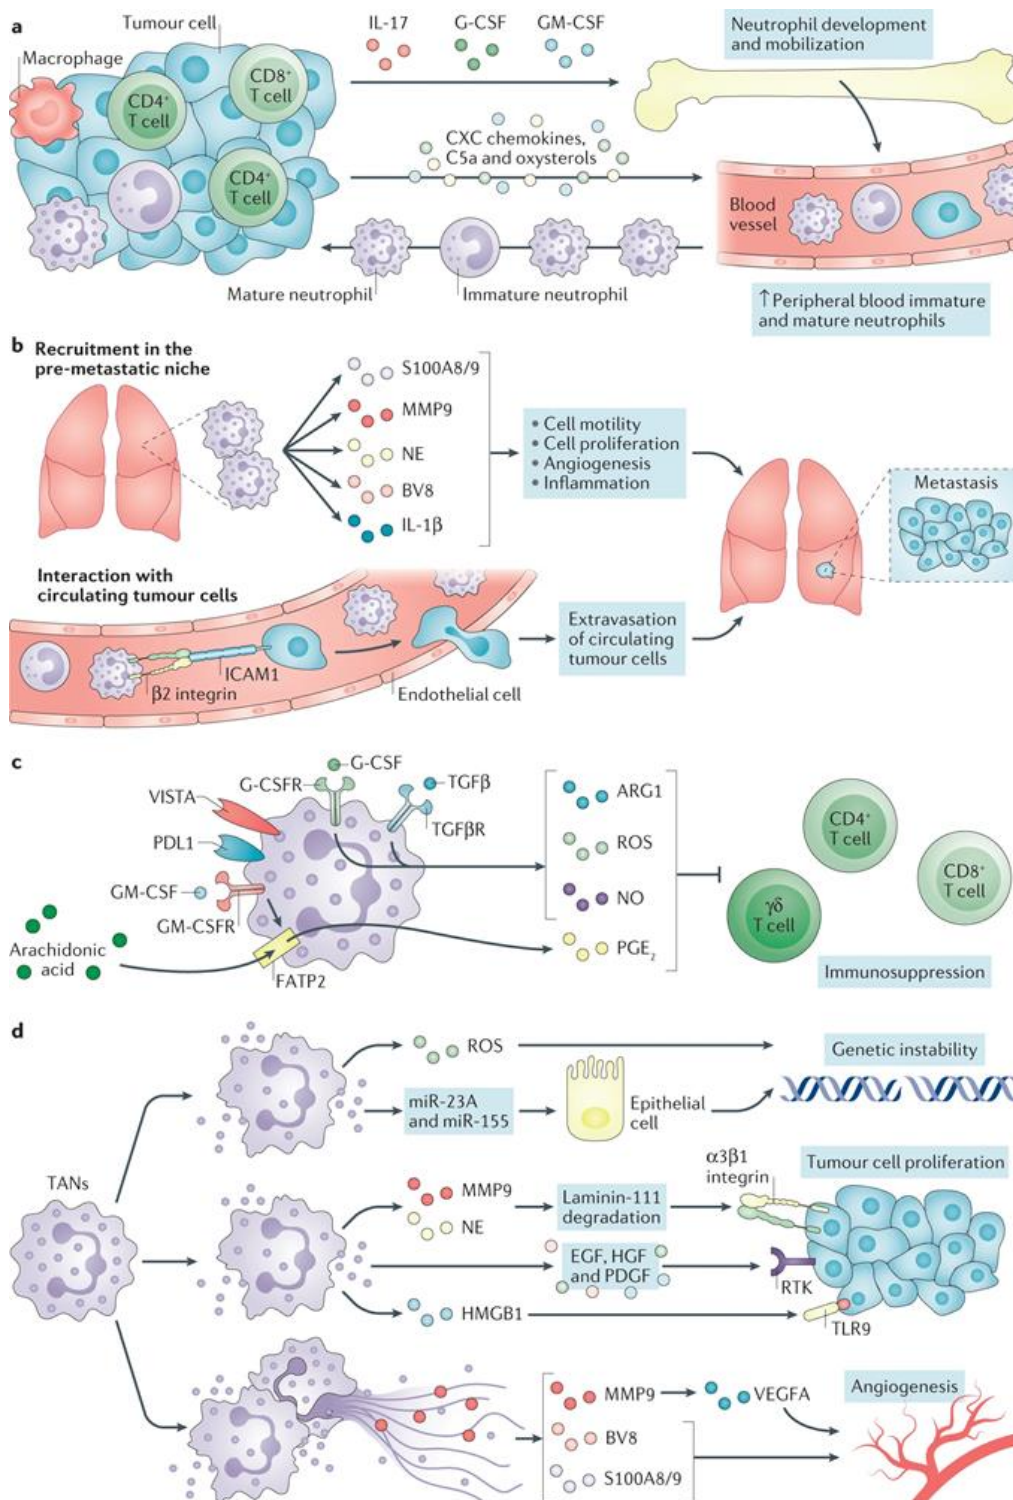 a
Tumour cell
Macrophage
CD4⁺
T cell
CD8⁺
T cell
CD4⁺
T cell
IL-17
G-CSF
GM-CSF
Neutrophil development
and mobilization
CXC chemokines,
C5a and oxysterols
Blood
vessel
Mature neutrophil
Immature neutrophil
↑ Peripheral blood immature
and mature neutrophils
b
Recruitment in the
pre-metastatic niche
S100A8/9
MMP9
NE
BV8
IL-1β
• Cell motility
• Cell proliferation
• Angiogenesis
• Inflammation
Metastasis
Interaction with
circulating tumour cells
ICAM1
β2 integrin
Endothelial cell
Extravasation
of circulating
tumour cells
c
G-CSF
G-CSFR
TGFβ
TGFβR
VISTA
PDL1
GM-CSF
GM-CSFR
Arachidonic
acid
FATP2
ARG1
ROS
NO
PGE₂
CD4⁺
T cell
CD8⁺
T cell
γδ
T cell
Immunosuppression
d
TANs
ROS
miR-23A
and miR-155
Epithelial
cell
Genetic instability
MMP9
NE
Laminin-111
degradation
α3β1
integrin
Tumour cell proliferation
EGF, HGF
and PDGF
RTK
HMGB1
TLR9
MMP9
VEGFA
BV8
S100A8/9
Angiogenesis